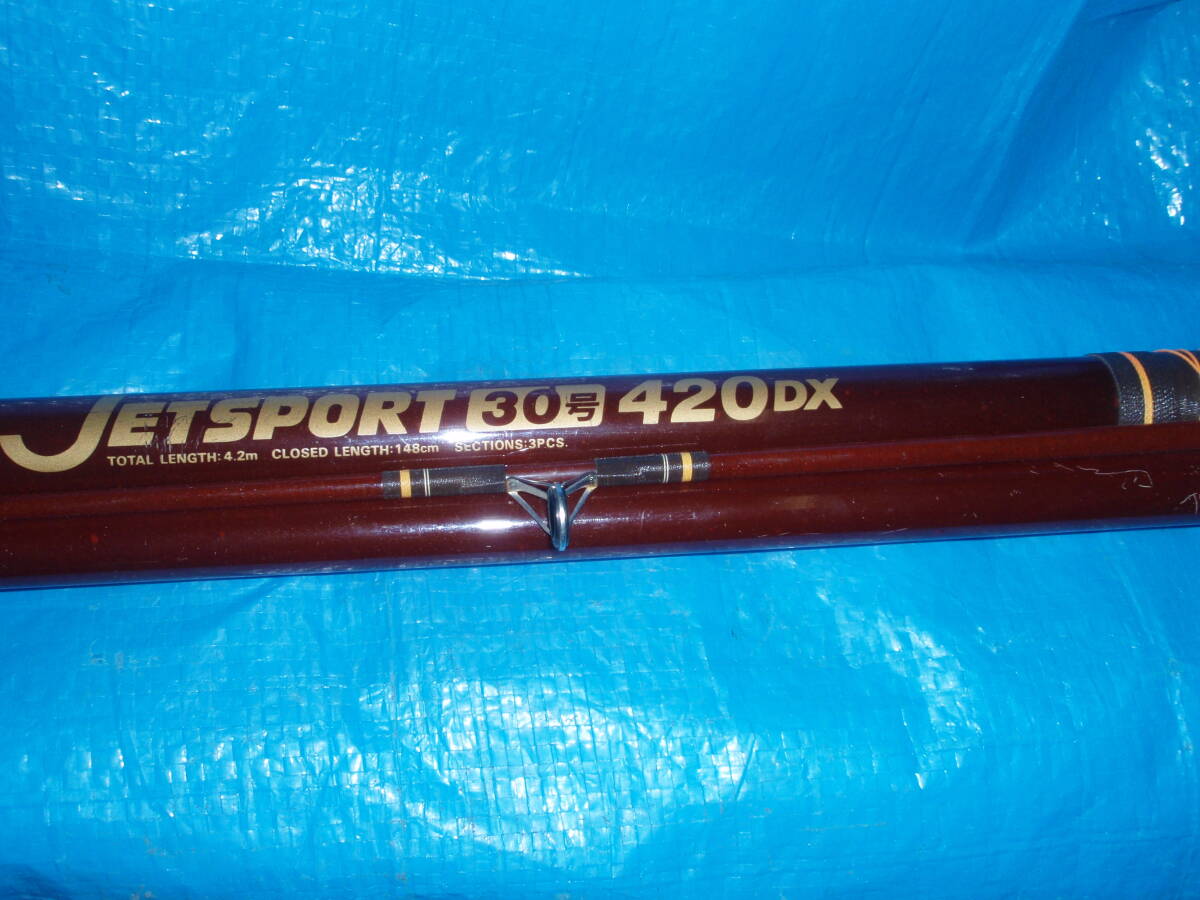 JETSPORT 30号 420DX
TOTAL LENGTH:4.2m CLOSED LENGTH:148cm SECTIONS:3PCS.